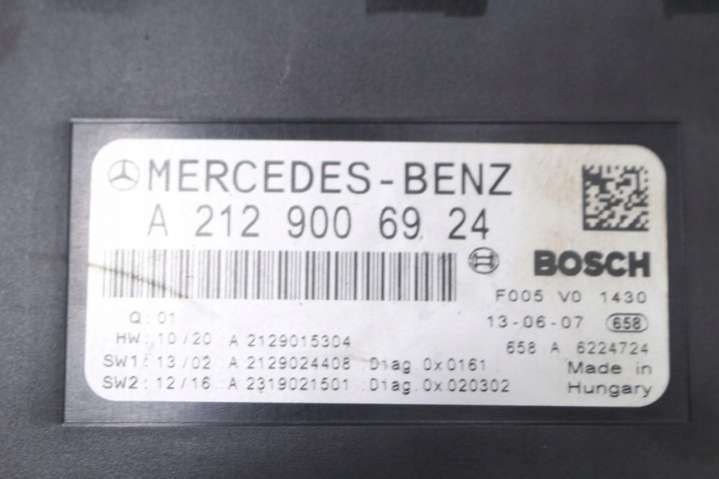 MERCEDES-BENZ
A 212 900 69 24
BOSCH
F005 V0 1430
Q:01
13-06-07 658
HW:10/20 A 2129015304
658 A 6224724
SW1:13/02 A 2129024408 Diag 0x0161
Made in
SW2:12/16 A 2319021501 Diag 0x020302
Hungary